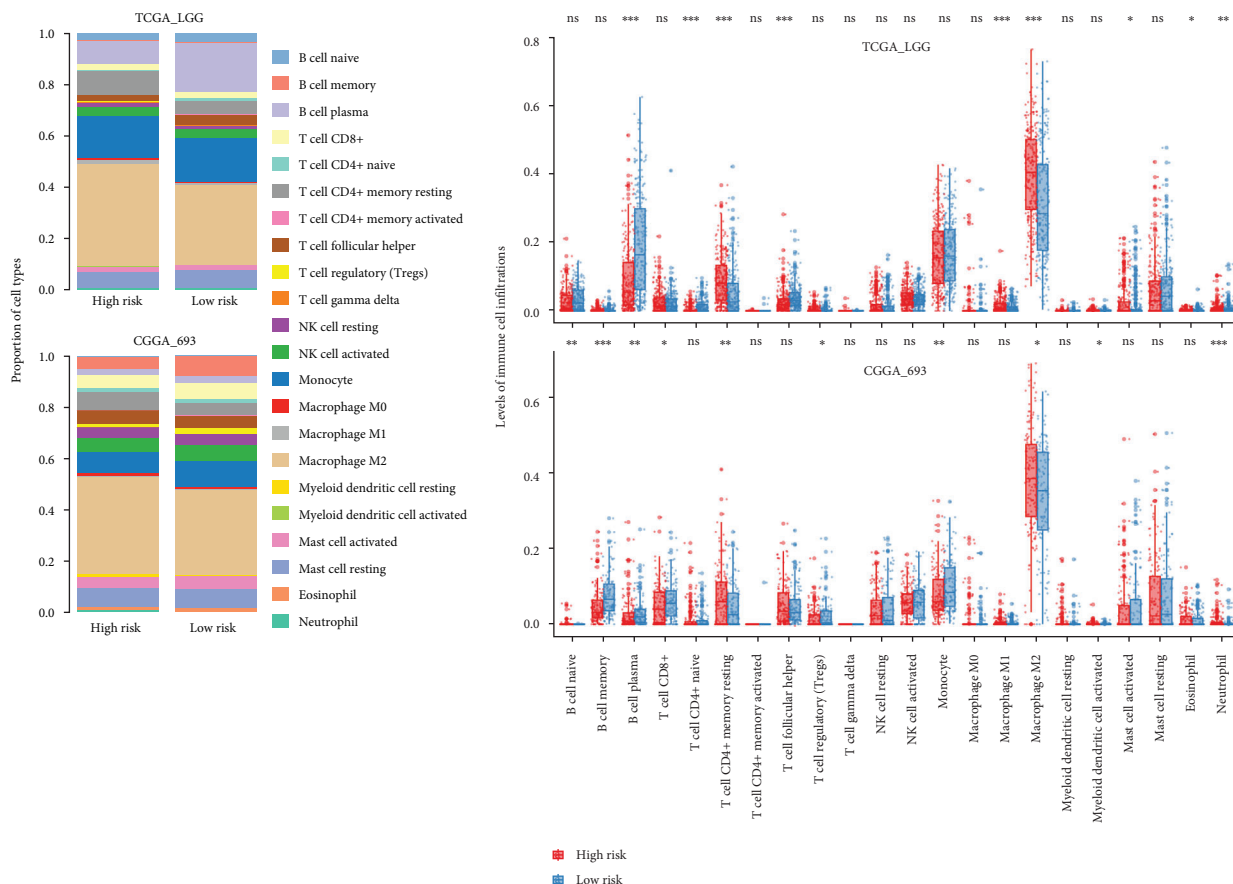 TCGA_LGG
1.0
0.8
0.6
0.4
0.2
0.0
High risk
Low risk
CGGA_693
1.0
0.8
0.6
0.4
0.2
0.0
High risk
Low risk
Proportion of cell types
B cell naive
B cell memory
B cell plasma
T cell CD8+
T cell CD4+ naive
T cell CD4+ memory resting
T cell CD4+ memory activated
T cell follicular helper
T cell regulatory (Tregs)
T cell gamma delta
NK cell resting
NK cell activated
Monocyte
Macrophage M0
Macrophage M1
Macrophage M2
Myeloid dendritic cell resting
Myeloid dendritic cell activated
Mast cell activated
Mast cell resting
Eosinophil
Neutrophil
Levels of immune cell infiltrations
ns ns *** ns *** *** ns *** ns ns ns ns ns ns *** *** ns ns * ns * **
TCGA_LGG
0.8
0.6
0.4
0.2
0.0
** *** ** * ns ** ns ns * ns ns ns ** ns ns * ns * ns ns ns ***
CGGA_693
0.6
0.4
0.2
0.0
B cell naive
B cell memory
B cell plasma
T cell CD8+
T cell CD4+ naive
T cell CD4+ memory resting
T cell CD4+ memory activated
T cell follicular helper
T cell regulatory (Tregs)
T cell gamma delta
NK cell resting
NK cell activated
Monocyte
Macrophage M0
Macrophage M1
Macrophage M2
Myeloid dendritic cell resting
Myeloid dendritic cell activated
Mast cell activated
Mast cell resting
Eosinophil
Neutrophil
High risk
Low risk